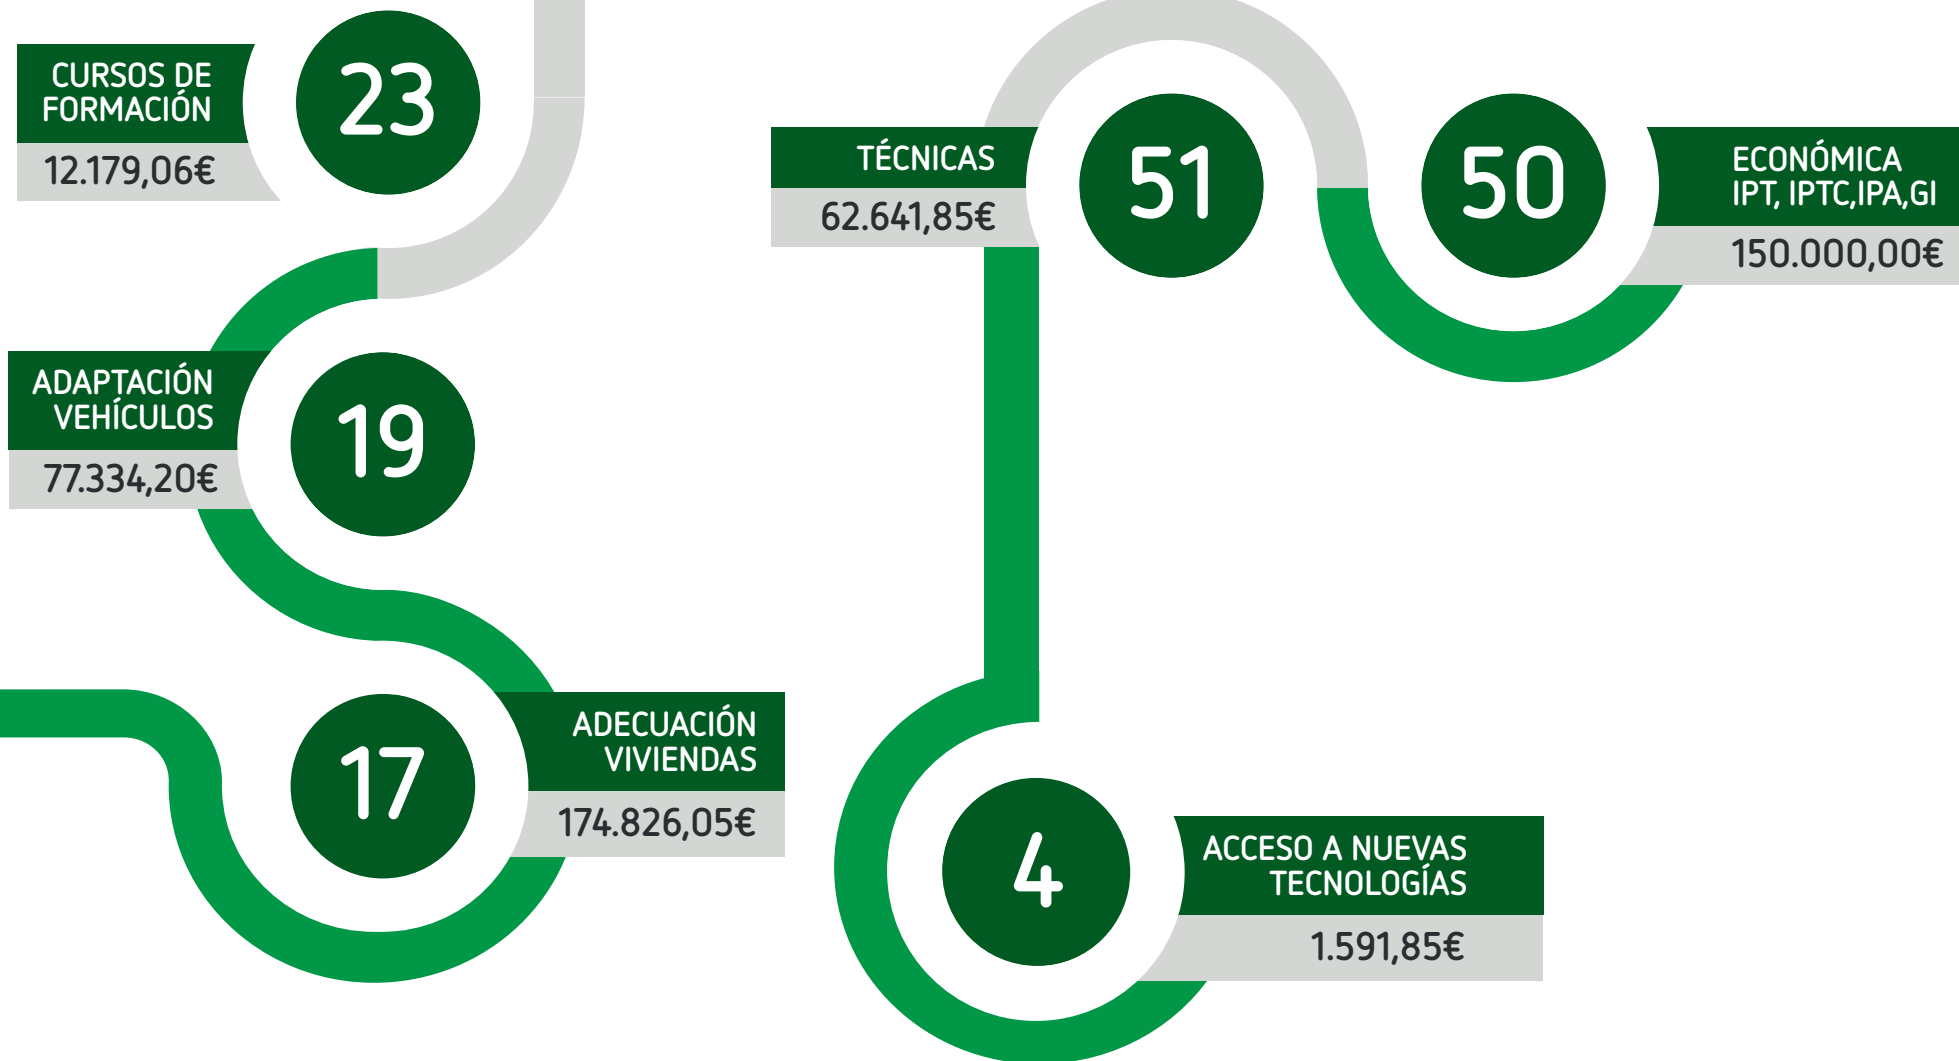 CURSOS DE
FORMACIÓN
12.179,06€
23
ADAPTACIÓN
VEHÍCULOS
77.334,20€
19
17
ADECUACIÓN
VIVIENDAS
174.826,05€
TÉCNICAS
62.641,85€
51
50
ECONÓMICA
IPT, IPTC,IPA,GI
150.000,00€
4
ACCESO A NUEVAS
TECNOLOGÍAS
1.591,85€